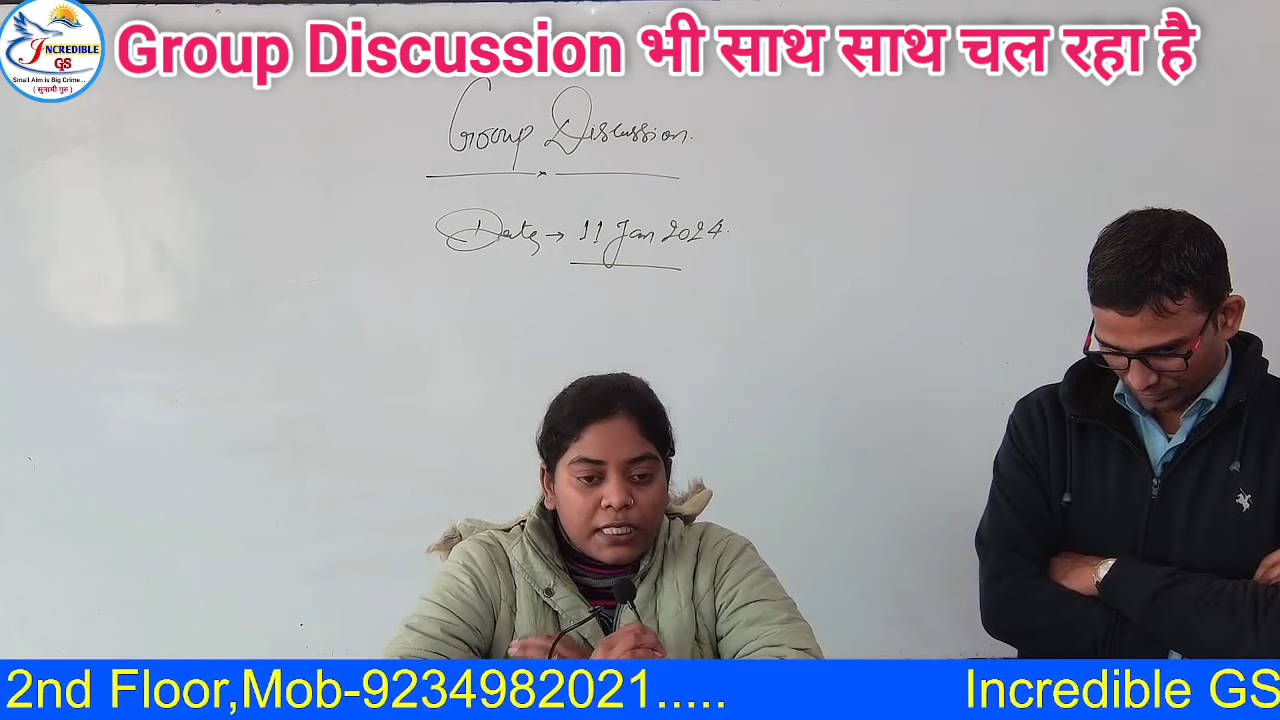 INCREDIBLE
GS
Small Aim is Big Crime...
( सुनामी गुरु )
Group Discussion भी साथ साथ चल रहा है
Group Discussion.
Date → 11 Jan 2024.
2nd Floor,Mob-9234982021.....
Incredible GS